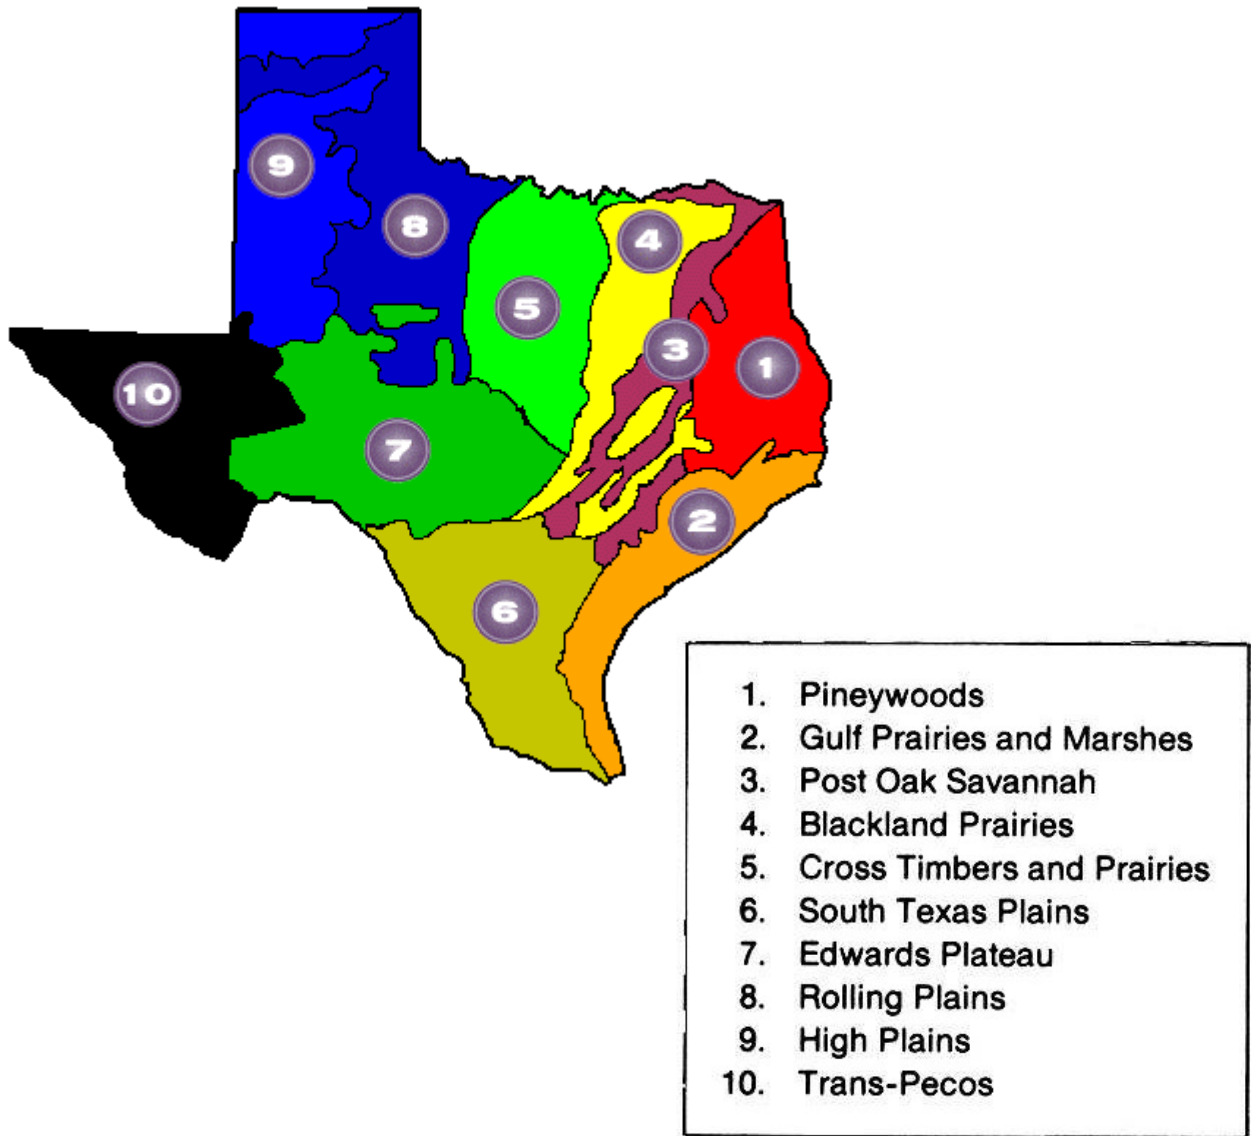 9
8
4
5
3
1
10
7
2
6
1. Pineywoods
2. Gulf Prairies and Marshes
3. Post Oak Savannah
4. Blackland Prairies
5. Cross Timbers and Prairies
6. South Texas Plains
7. Edwards Plateau
8. Rolling Plains
9. High Plains
10. Trans-Pecos